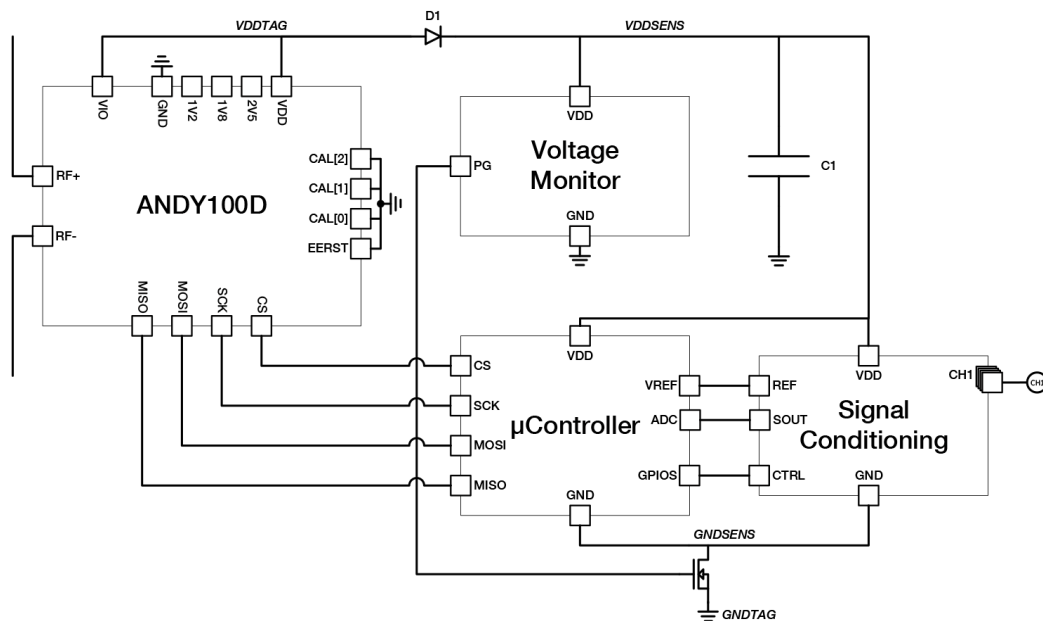 D1
VDDTAG
VDDSENS
VIO
GND
1V2
1V8
2V5
VDD
VDD
CAL[2]
CAL[1]
CAL[0]
EERST
RF+
RF-
ANDY100D
PG
Voltage
Monitor
GND
C1
MISO
MOSI
SCK
CS
VDD
CS
SCK
MOSI
MISO
µController
VREF
ADC
GPIOS
GND
VDD
REF
SOUT
CTRL
CH1
CH1
Signal
Conditioning
GND
GNDSENS
GNDTAG